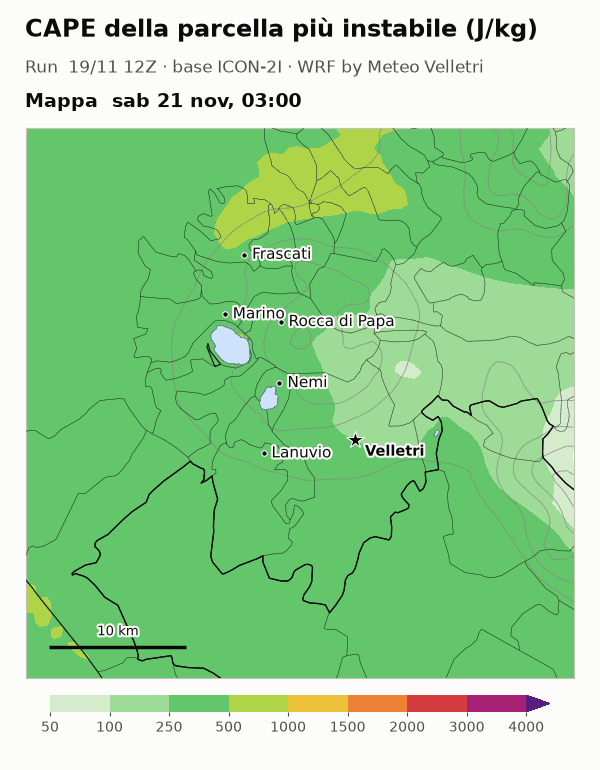 CAPE della parcella più instabile (J/kg)
Run  19/11 12Z · base ICON-2I · WRF by Meteo Velletri
Mappa  sab 21 nov, 03:00
Frascati
Marino
Rocca di Papa
Nemi
Velletri
Lanuvio
10 km
50 100 250 500 1000 1500 2000 3000 4000